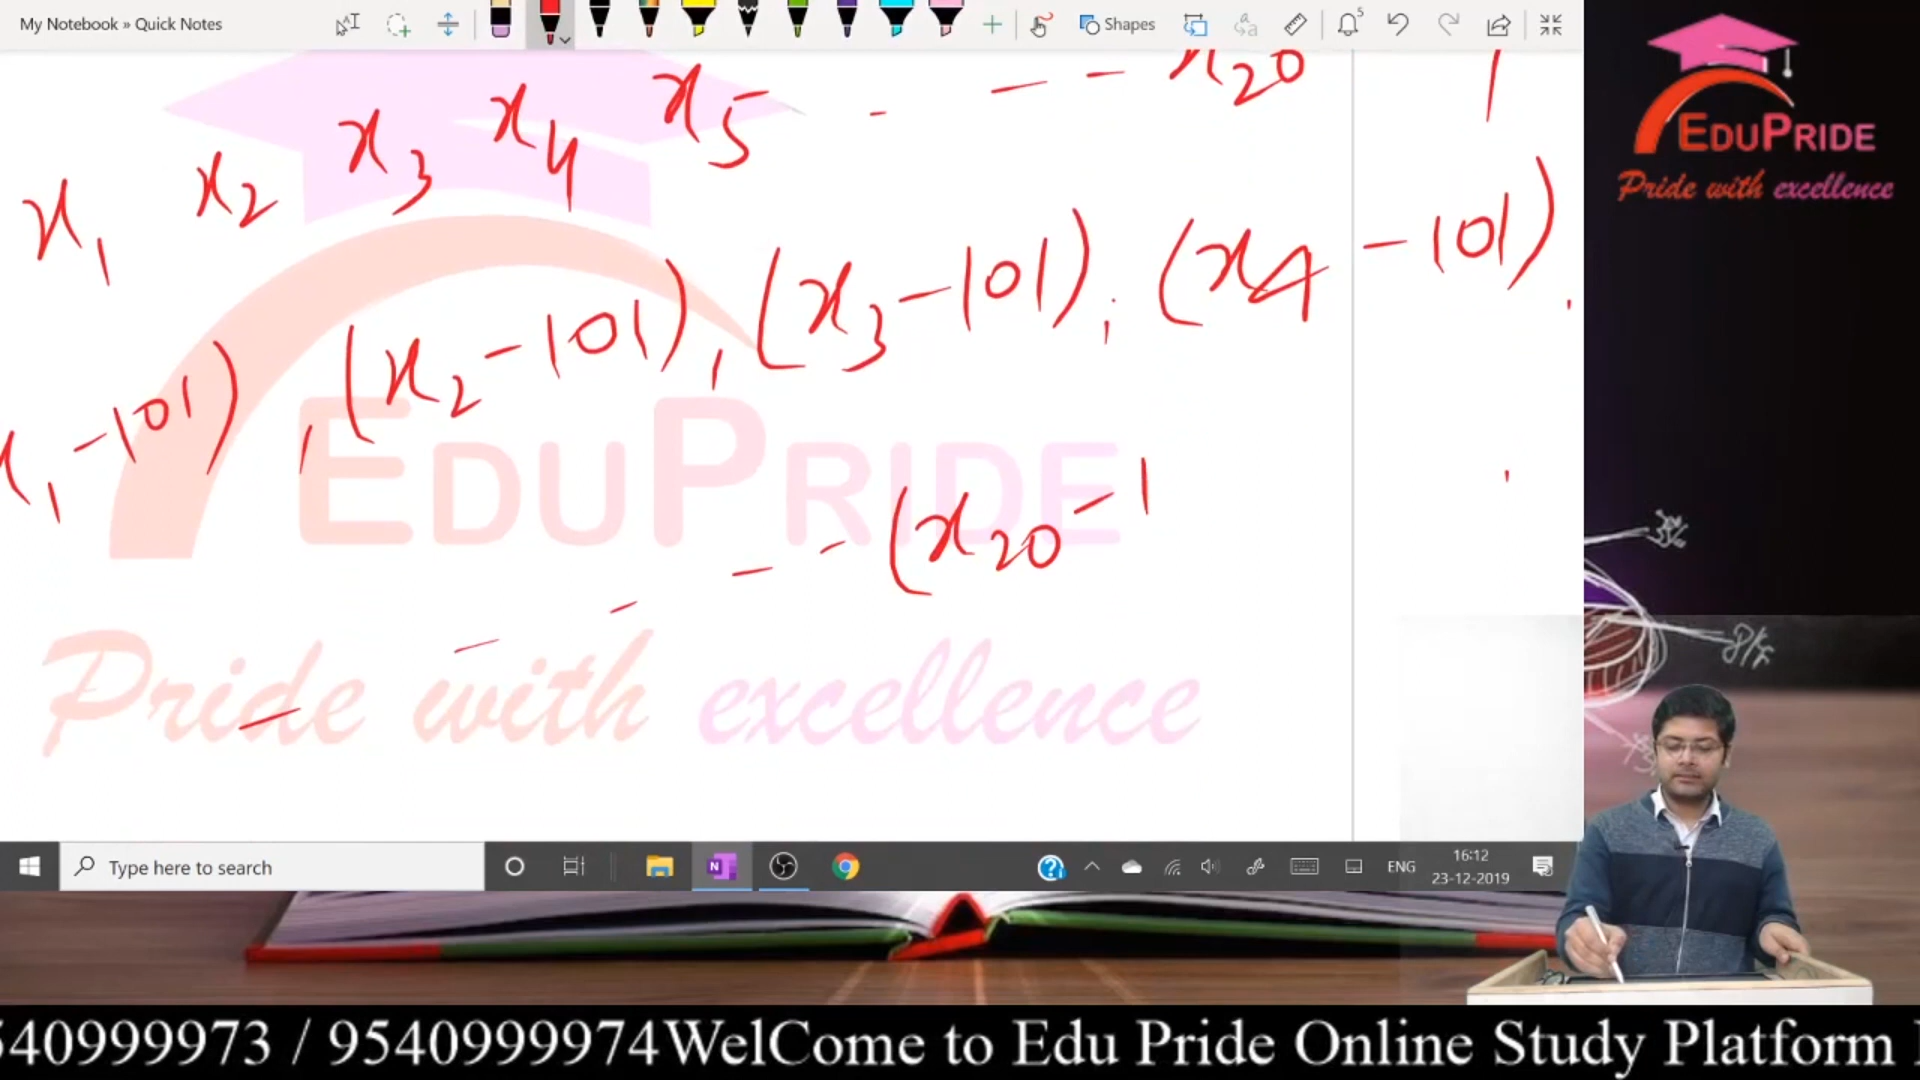 My Notebook » Quick Notes
Shapes
5
x₁ x₂ x₃ x₄ x₅ - - - x₂₀
x₁ -101) , (x₂ -101), (x₃ -101), (x₄ -101),
- - - - - (x₂₀ - 1
EDUPRIDE
Pride with excellence
EDUPRIDE
Pride with excellence
Type here to search
ENG
16:12
23-12-2019
540999973 / 9540999974WelCome to Edu Pride Online Study Platform